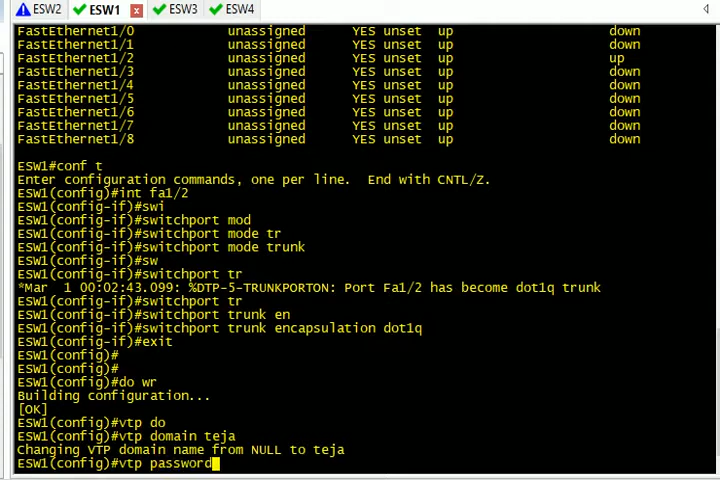 ESW2 ESW1 ESW3 ESW4
FastEthernet1/0 unassigned YES unset up down
FastEthernet1/1 unassigned YES unset up down
FastEthernet1/2 unassigned YES unset up up
FastEthernet1/3 unassigned YES unset up down
FastEthernet1/4 unassigned YES unset up down
FastEthernet1/5 unassigned YES unset up down
FastEthernet1/6 unassigned YES unset up down
FastEthernet1/7 unassigned YES unset up down
FastEthernet1/8 unassigned YES unset up down
ESW1#conf t
Enter configuration commands, one per line. End with CNTL/Z.
ESW1(config)#int fa1/2
ESW1(config-if)#swi
ESW1(config-if)#switchport mod
ESW1(config-if)#switchport mode tr
ESW1(config-if)#switchport mode trunk
ESW1(config-if)#sw
ESW1(config-if)#switchport tr
*Mar 1 00:02:43.099: %DTP-5-TRUNKPORTON: Port Fa1/2 has become dot1q trunk
ESW1(config-if)#switchport tr
ESW1(config-if)#switchport trunk en
ESW1(config-if)#switchport trunk encapsulation dot1q
ESW1(config-if)#exit
ESW1(config)#
ESW1(config)#
ESW1(config)#do wr
Building configuration...
[OK]
ESW1(config)#vtp do
ESW1(config)#vtp domain teja
Changing VTP domain name from NULL to teja
ESW1(config)#vtp password